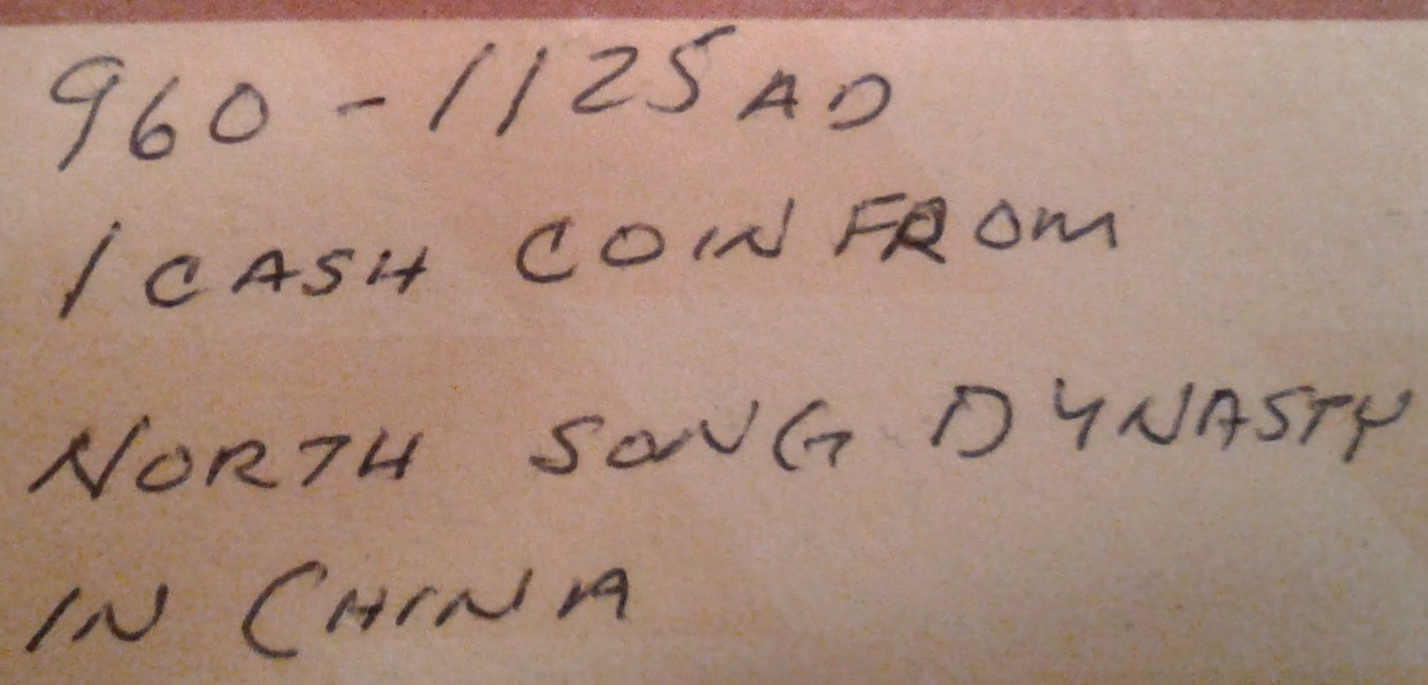 960 - 1125 AD
1 CASH COIN FROM
NORTH SONG DYNASTY
IN CHINA